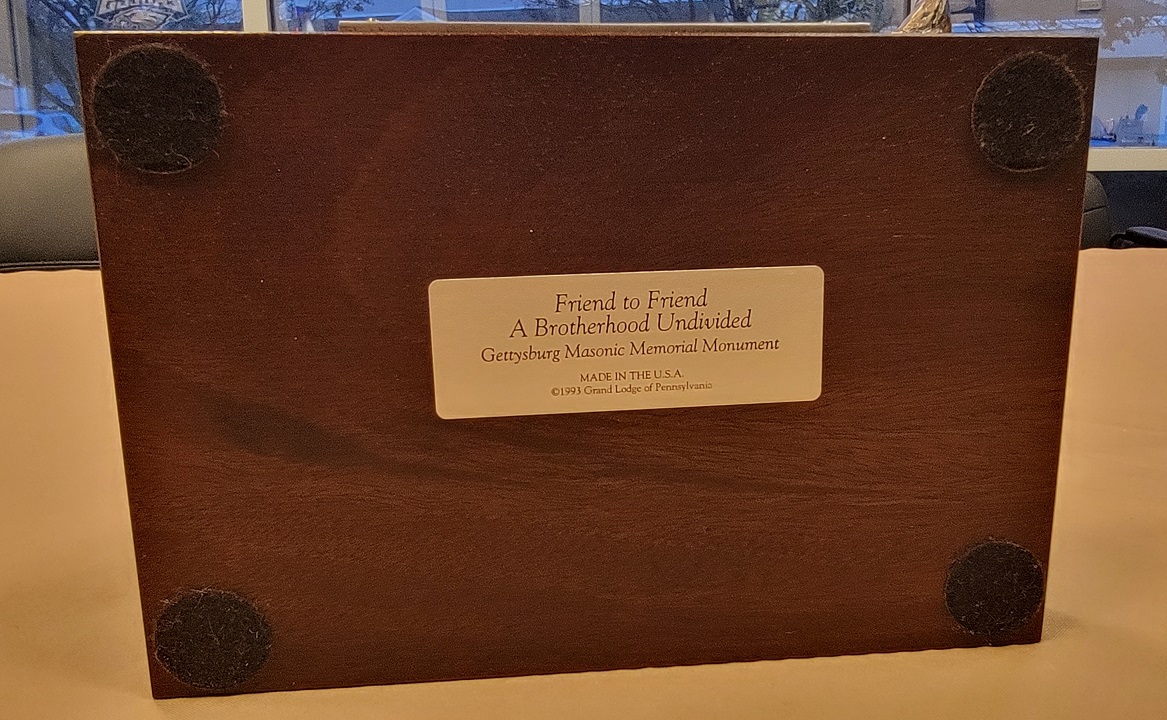 Friend to Friend
A Brotherhood Undivided
Gettysburg Masonic Memorial Monument
MADE IN THE U.S.A.
©1993 Grand Lodge of Pennsylvania